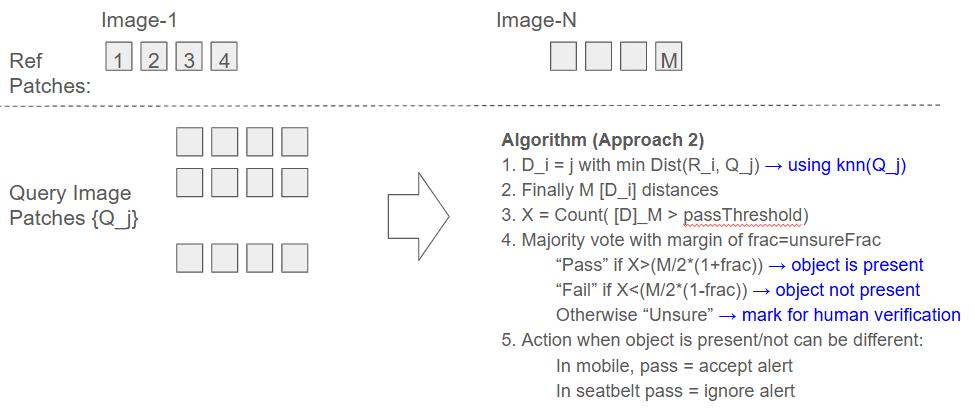 Image-1
Image-N
Ref
Patches:
1 2 3 4
M
Query Image
Patches {Q_j}
Algorithm (Approach 2)
1. D_i = j with min Dist(R_i, Q_j) → using knn(Q_j)
2. Finally M [D_i] distances
3. X = Count( [D]_M > passThreshold)
4. Majority vote with margin of frac=unsureFrac
“Pass” if X>(M/2*(1+frac)) → object is present
“Fail” if X<(M/2*(1-frac)) → object not present
Otherwise “Unsure” → mark for human verification
5. Action when object is present/not can be different:
In mobile, pass = accept alert
In seatbelt pass = ignore alert